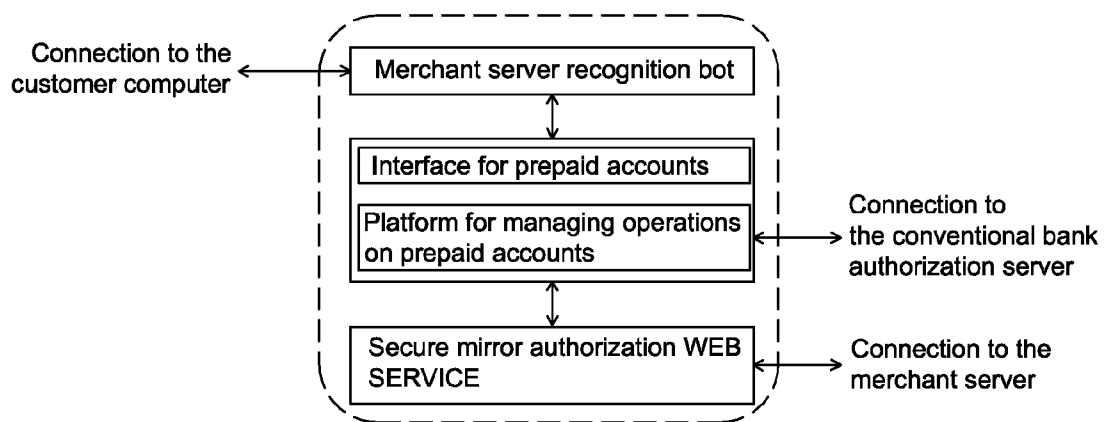 Connection to the
customer computer
Merchant server recognition bot
Interface for prepaid accounts
Platform for managing operations
on prepaid accounts
Connection to
the conventional bank
authorization server
Secure mirror authorization WEB
SERVICE
Connection to the
merchant server